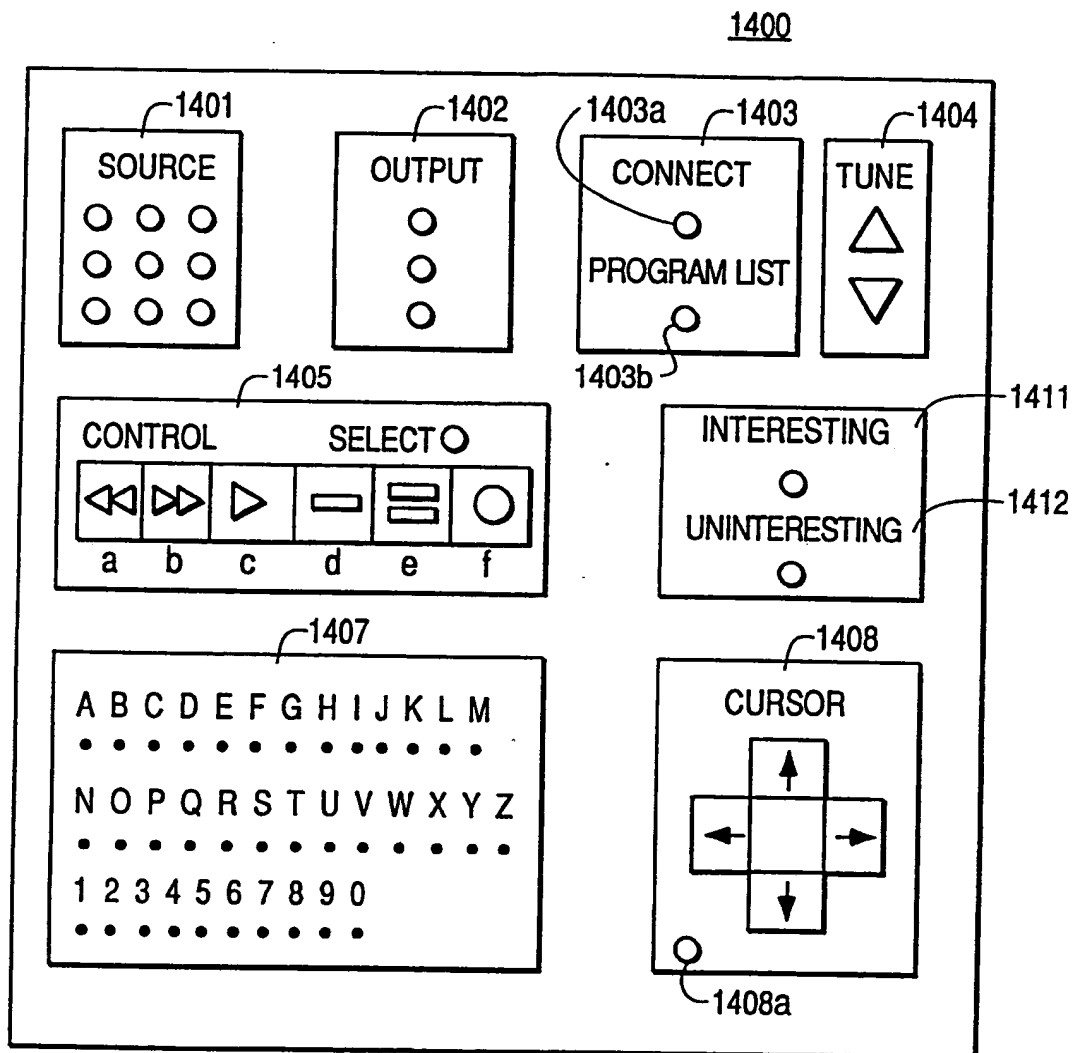 1400
1401 1402 1403a 1403 1404
SOURCE OUTPUT CONNECT TUNE
PROGRAM LIST
1403b
1405
CONTROL SELECT
a b c d e f
1411
INTERESTING
1412
UNINTERESTING
1407
A B C D E F G H I J K L M
N O P Q R S T U V W X Y Z
1 2 3 4 5 6 7 8 9 0
1408
CURSOR
1408a